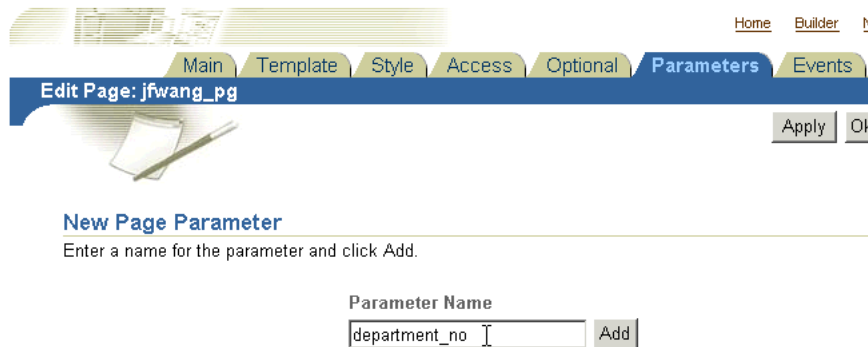 Home Builder
Main Template Style Access Optional Parameters Events
Edit Page: jfwang_pg
Apply
New Page Parameter
Enter a name for the parameter and click Add.
Parameter Name
department_no Add